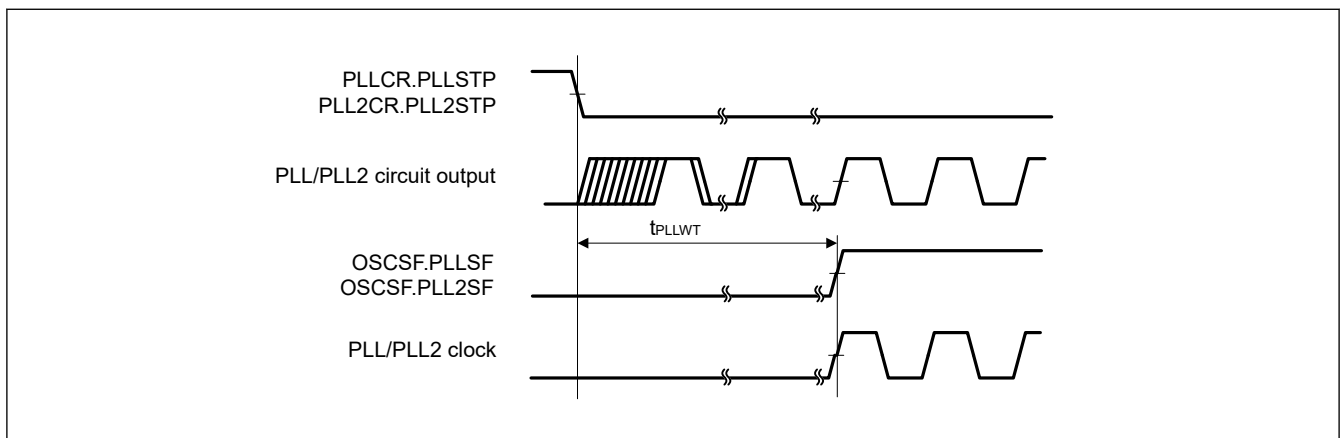 PLLCR.PLLSTP
PLL2CR.PLL2STP
PLL/PLL2 circuit output
tPLLWT
OSCSF.PLLSF
OSCSF.PLL2SF
PLL/PLL2 clock